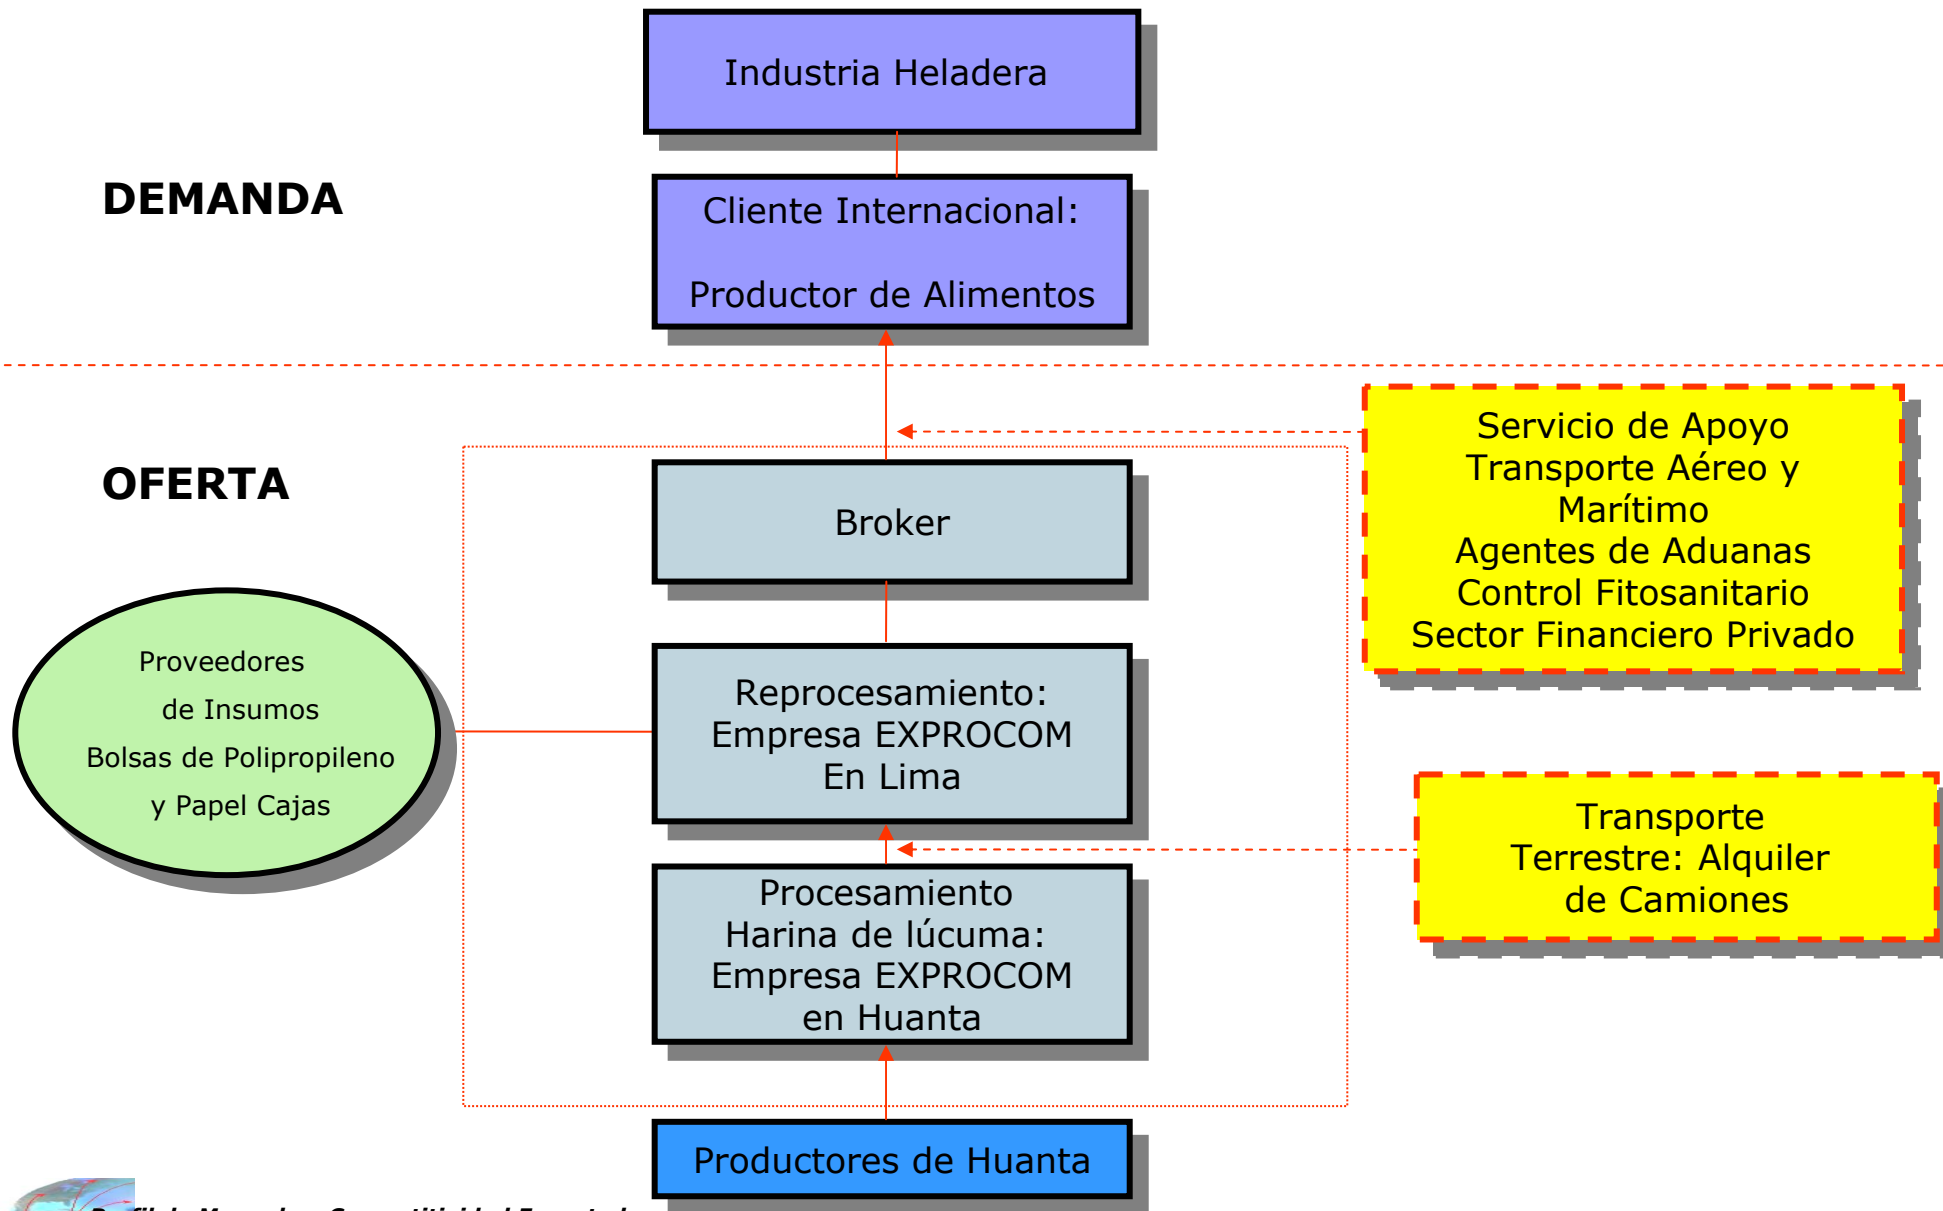 Industria Heladera
DEMANDA
Cliente Internacional:
Productor de Alimentos
OFERTA
Servicio de Apoyo
Transporte Aéreo y
Marítimo
Agentes de Aduanas
Control Fitosanitario
Sector Financiero Privado
Broker
Proveedores
de Insumos
Bolsas de Polipropileno
y Papel Cajas
Reprocesamiento:
Empresa EXPROCOM
En Lima
Transporte
Terrestre: Alquiler
de Camiones
Procesamiento
Harina de lúcuma:
Empresa EXPROCOM
en Huanta
Productores de Huanta